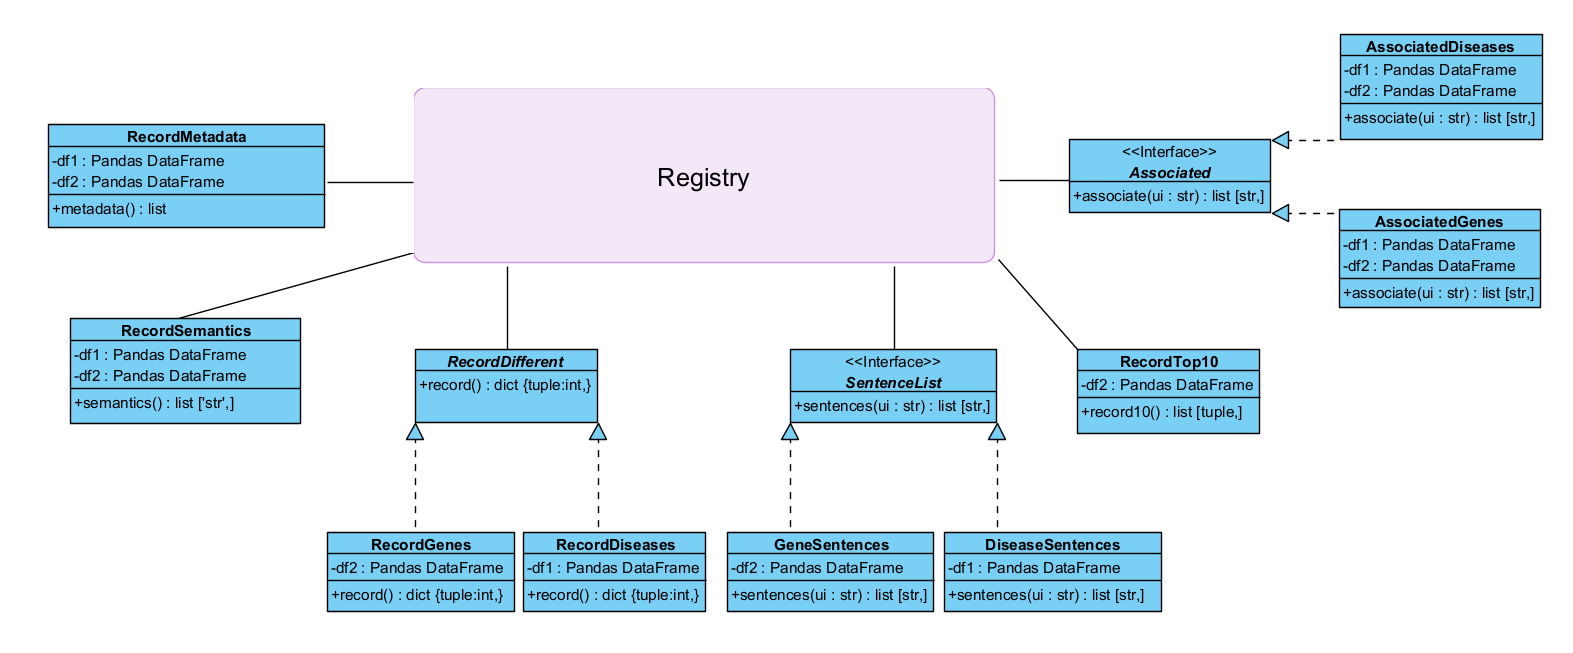 AssociatedDiseases
-df1 : Pandas DataFrame
-df2 : Pandas DataFrame
+associate(ui : str) : list [str,]
RecordMetadata
-df1 : Pandas DataFrame
-df2 : Pandas DataFrame
+metadata() : list
Registry
<<Interface>>
Associated
+associate(ui : str) : list [str,]
AssociatedGenes
-df1 : Pandas DataFrame
-df2 : Pandas DataFrame
+associate(ui : str) : list [str,]
RecordSemantics
-df1 : Pandas DataFrame
-df2 : Pandas DataFrame
+semantics() : list ['str',]
RecordDifferent
+record() : dict {tuple:int,}
<<Interface>>
SentenceList
+sentences(ui : str) : list [str,]
RecordTop10
-df2 : Pandas DataFrame
+record10() : list [tuple,]
RecordGenes
-df2 : Pandas DataFrame
+record() : dict {tuple:int,}
RecordDiseases
-df1 : Pandas DataFrame
+record() : dict {tuple:int,}
GeneSentences
-df2 : Pandas DataFrame
+sentences(ui : str) : list [str,]
DiseaseSentences
-df1 : Pandas DataFrame
+sentences(ui : str) : list [str,]